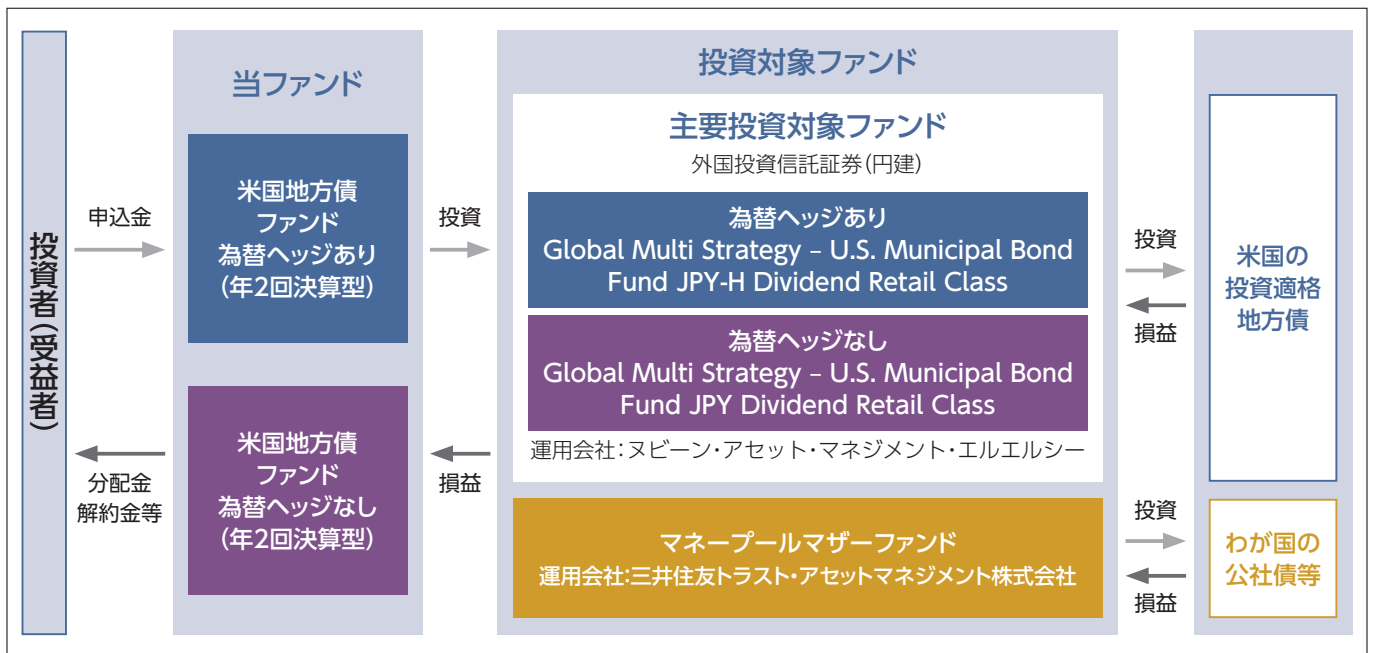 投資者(受益者)
申込金
分配金
解約金等
当ファンド
米国地方債
ファンド
為替ヘッジあり
(年2回決算型)
米国地方債
ファンド
為替ヘッジなし
(年2回決算型)
投資
損益
投資対象ファンド
主要投資対象ファンド
外国投資信託証券(円建)
為替ヘッジあり
Global Multi Strategy – U.S. Municipal Bond
Fund JPY-H Dividend Retail Class
為替ヘッジなし
Global Multi Strategy – U.S. Municipal Bond
Fund JPY Dividend Retail Class
運用会社:ヌビーン・アセット・マネジメント・エルエルシー
マネープールマザーファンド
運用会社:三井住友トラスト・アセットマネジメント株式会社
投資
損益
投資
損益
米国の
投資適格
地方債
わが国の
公社債等